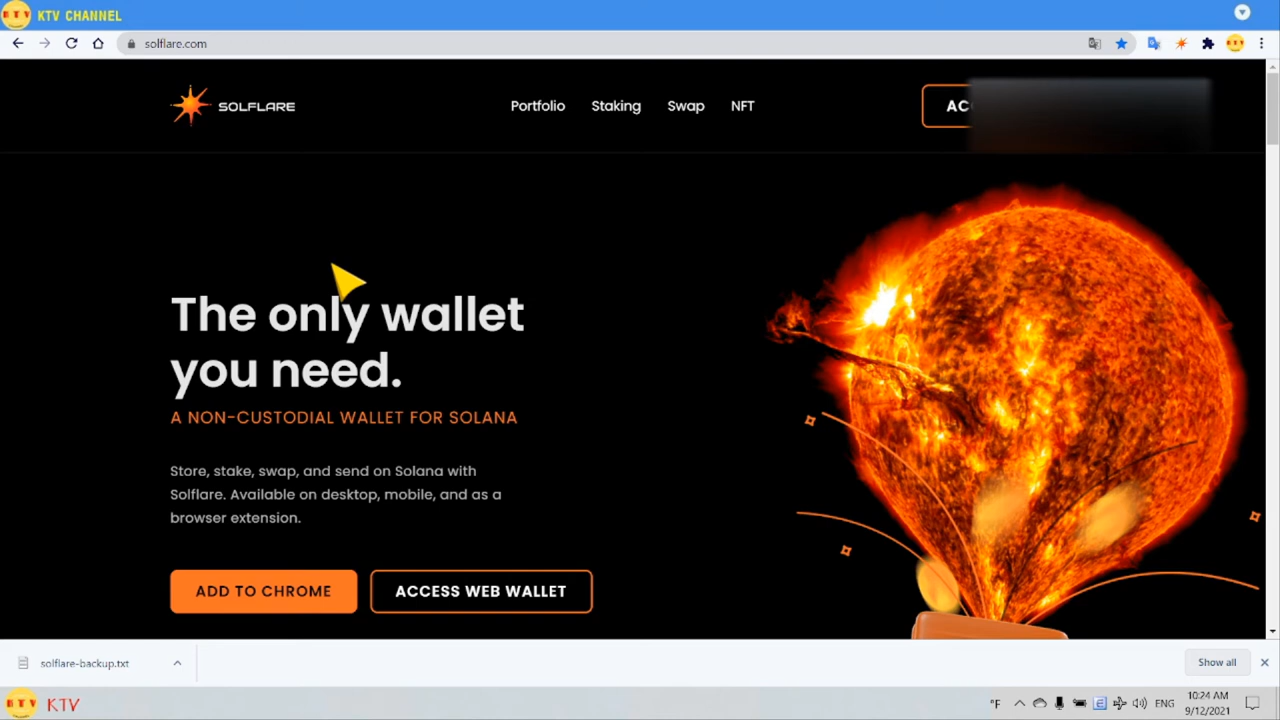 KTV KTV CHANNEL
solflare.com
SOLFLARE
Portfolio Staking Swap NFT
The only wallet
you need.
A NON-CUSTODIAL WALLET FOR SOLANA
Store, stake, swap, and send on Solana with
Solflare. Available on desktop, mobile, and as a
browser extension.
ADD TO CHROME ACCESS WEB WALLET
solflare-backup.txt Show all
KTV KTV
°F ENG 10:24 AM
9/12/2021